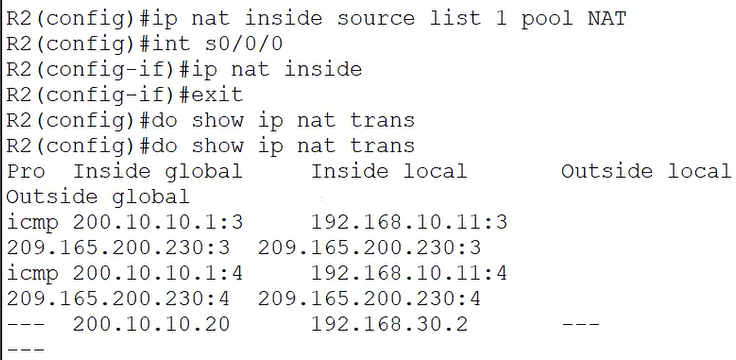 R2(config)#ip nat inside source list 1 pool NAT
R2(config)#int s0/0/0
R2(config-if)#ip nat inside
R2(config-if)#exit
R2(config)#do show ip nat trans
R2(config)#do show ip nat trans
Pro  Inside global     Inside local       Outside local
Outside global
icmp 200.10.10.1:3     192.168.10.11:3
209.165.200.230:3  209.165.200.230:3
icmp 200.10.10.1:4     192.168.10.11:4
209.165.200.230:4  209.165.200.230:4
---  200.10.10.20      192.168.30.2       ---
---